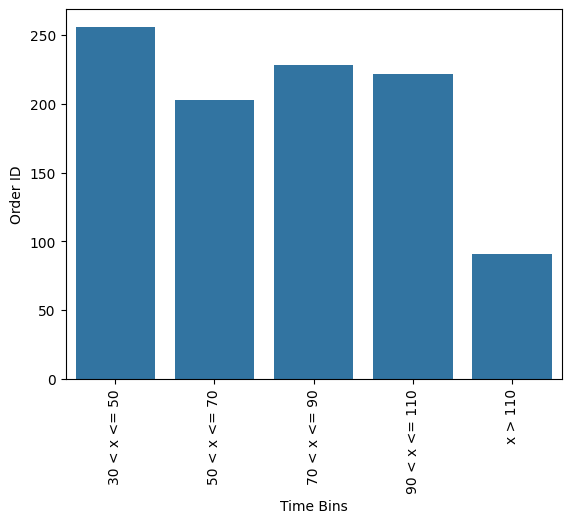 250
200
150
100
50
0
Order ID
30 < x <= 50
50 < x <= 70
70 < x <= 90
90 < x <= 110
x > 110
Time Bins